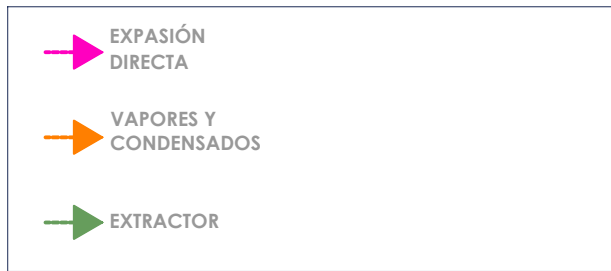 EXPASIÓN
DIRECTA
VAPORES Y
CONDENSADOS
EXTRACTOR